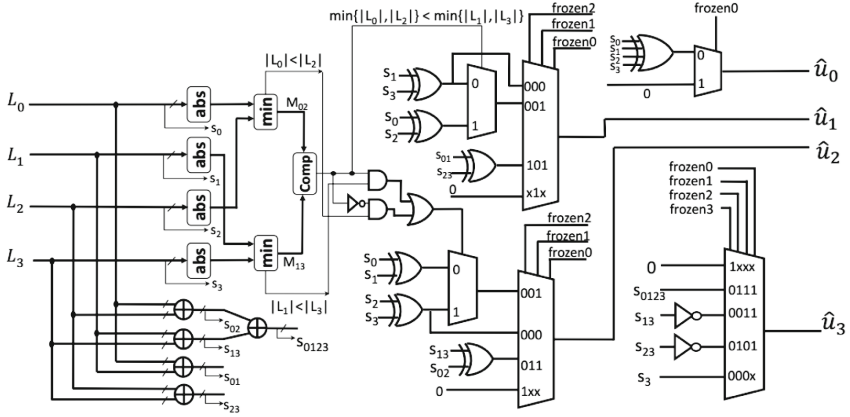 min{|L₀|,|L₂|} < min{|L₁|,|L₃|}
frozen2
frozen1
frozen0
frozen0
s₀
s₁
s₂
s₃
0
1
0
û₀
|L₀|<|L₂|
s₁
s₃
0
1
000
001
s₀
s₂
L₀
abs
s₀
min
M₀₂
û₁
L₁
abs
s₁
s₀₁
s₂₃
101
0
x1x
û₂
Comp
L₂
abs
s₂
frozen0
frozen1
frozen2
frozen3
frozen2
frozen1
frozen0
L₃
abs
s₃
min
M₁₃
|L₁|<|L₃|
s₀
s₁
0
s₂
s₃
1
001
000
s₁₃
s₀₂
011
0
1xx
0
1xxx
s₀₁₂₃
0111
s₁₃
0011
s₂₃
0101
s₃
000x
û₃
s₀₂
s₁₃
s₀₁₂₃
s₀₁
s₂₃